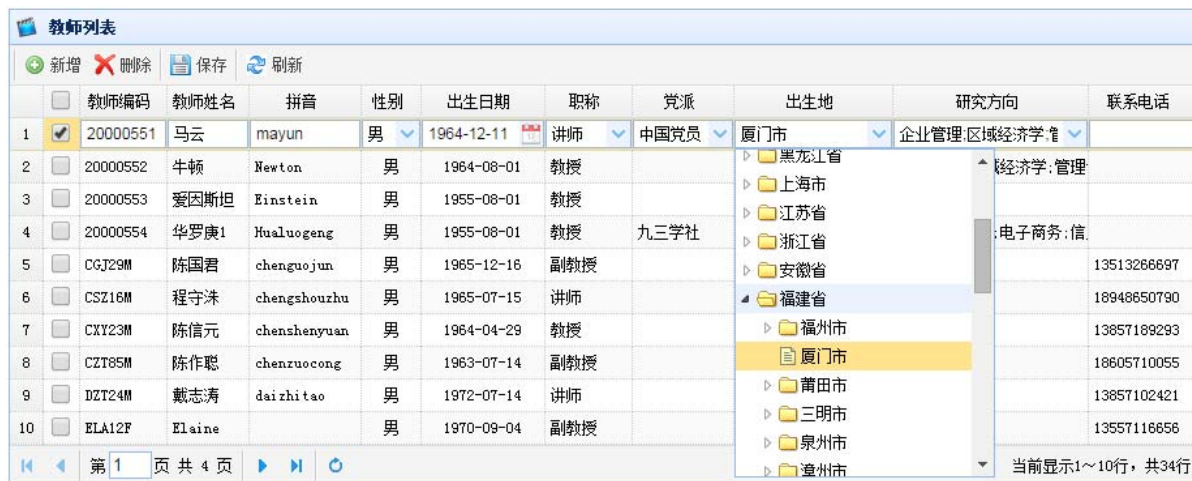 教师列表
新增 删除 保存 刷新
教师编码 教师姓名 拼音 性别 出生日期 职称 党派 出生地 研究方向 联系电话
1 20000551 马云 mayun 男 1964-12-11 讲师 中国党员 厦门市 企业管理;区域经济学;管
2 20000552 牛顿 Newton 男 1964-08-01 教授 黑龙江省 域经济学;管理
3 20000553 爱因斯坦 Einstein 男 1955-08-01 教授 上海市
江苏省
4 20000554 华罗庚1 Hualuogeng 男 1955-08-01 教授 九三学社 浙江省 ;电子商务;信
5 CGJ29M 陈国君 chenguojun 男 1965-12-16 副教授 安徽省 13513266697
6 CSZ16M 程守洙 chengshouzhu 男 1965-07-15 讲师 福建省 18948650790
7 CXY23M 陈信元 chenshenyuan 男 1964-04-29 教授 福州市 13857189293
8 CZT85M 陈作聪 chenzuocong 男 1963-07-14 副教授 厦门市 18605710055
9 DZT24M 戴志涛 daizhitao 男 1972-07-14 讲师 莆田市 13857102421
三明市
10 ELA12F Elaine 男 1970-09-04 副教授 泉州市 13557116656
第 1 页 共 4 页 漳州市 当前显示1～10行，共34行